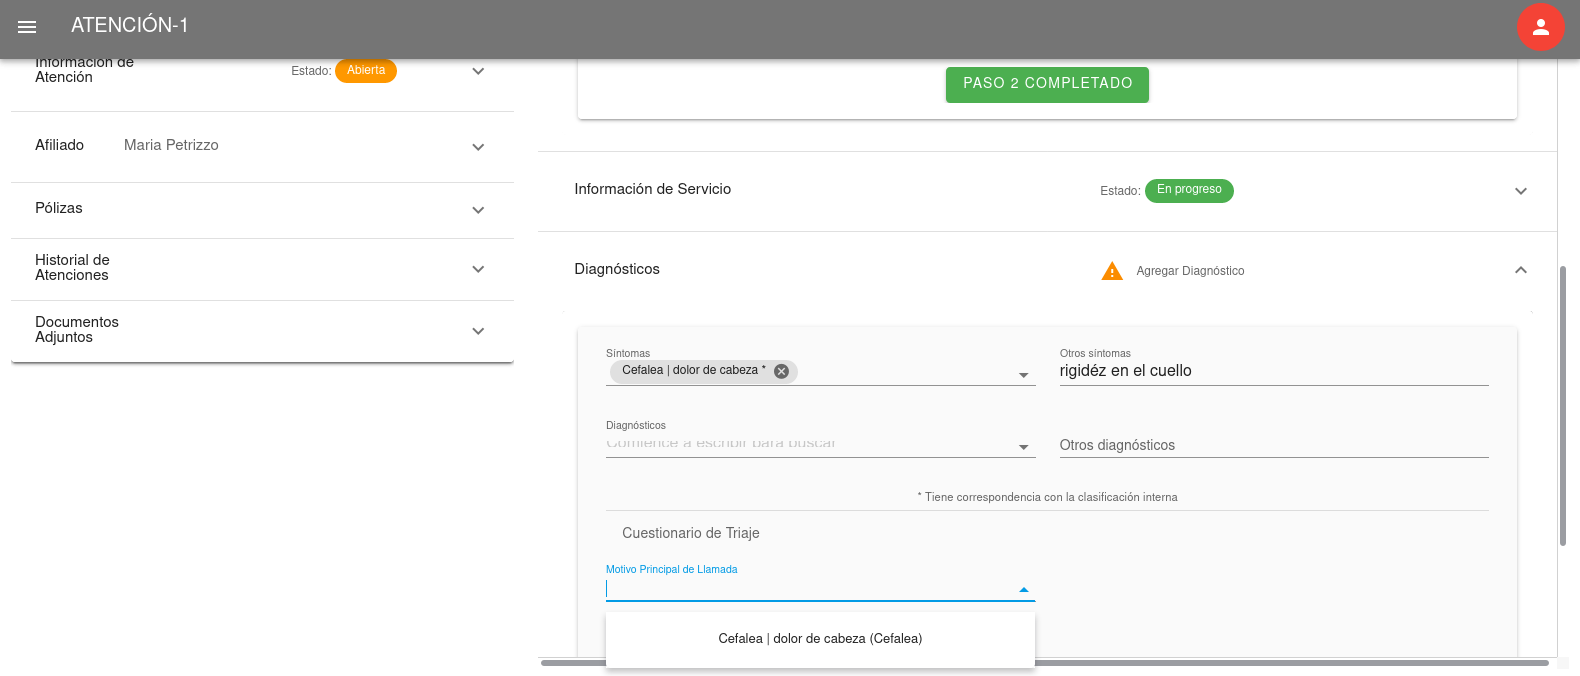 ATENCIÓN-1
Información de
Atención
Estado: Abierta
Afiliado Maria Petrizzo
Pólizas
Historial de
Atenciones
Documentos
Adjuntos
PASO 2 COMPLETADO
Información de Servicio
Estado: En progreso
Diagnósticos
Agregar Diagnóstico
Síntomas
Cefalea | dolor de cabeza *
Otros síntomas
rigidéz en el cuello
Diagnósticos
Comience a escribir para buscar
Otros diagnósticos
* Tiene correspondencia con la clasificación interna
Cuestionario de Triaje
Motivo Principal de Llamada
Cefalea | dolor de cabeza (Cefalea)